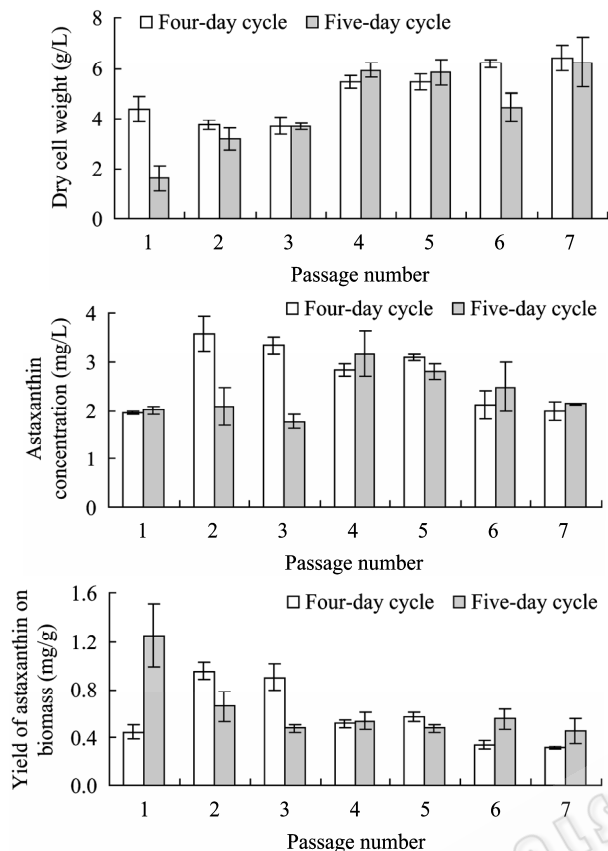 Four-day cycle Five-day cycle
Dry cell weight (g/L)
8
6
4
2
0
1 2 3 4 5 6 7
Passage number
Four-day cycle Five-day cycle
Astaxanthin
concentration (mg/L)
4
3
2
1
0
1 2 3 4 5 6 7
Passage number
Four-day cycle Five-day cycle
Yield of astaxanthin on
biomass (mg/g)
1.6
1.2
0.8
0.4
0.0
1 2 3 4 5 6 7
Passage number